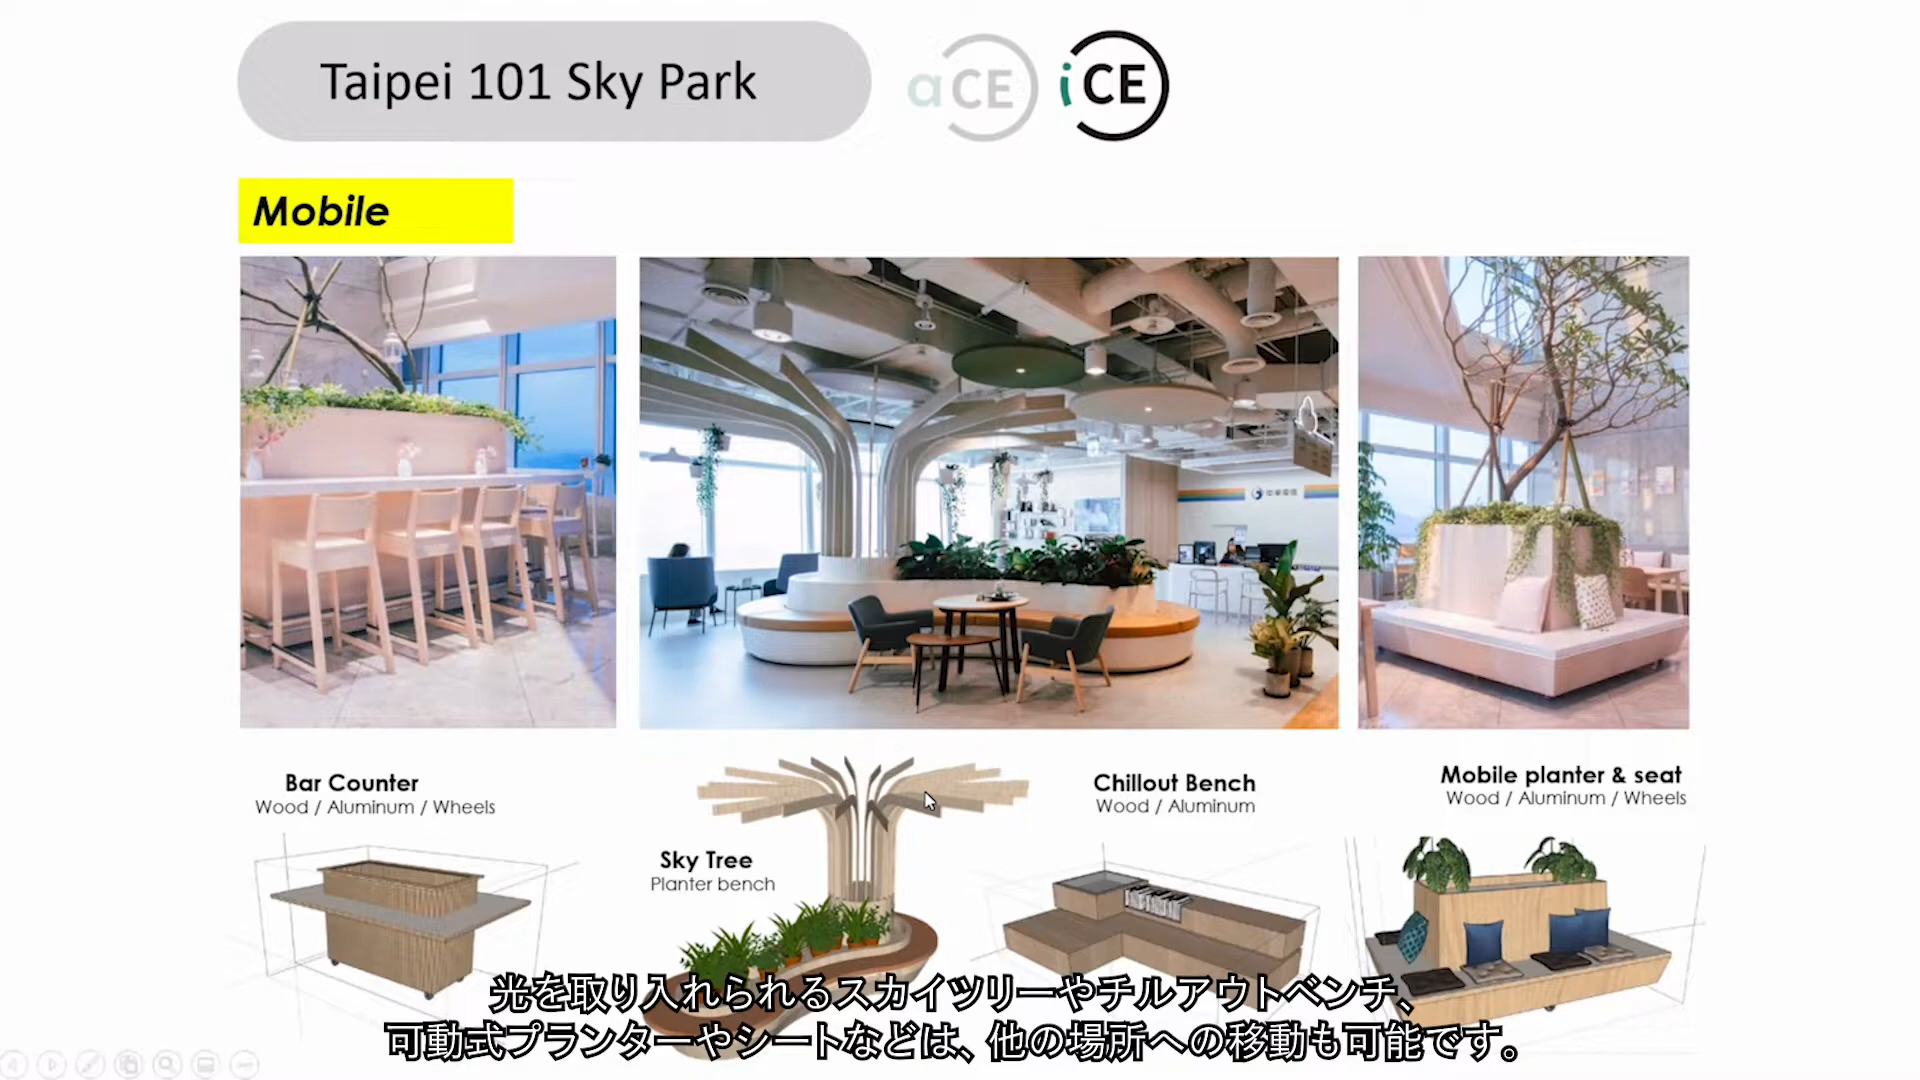 Taipei 101 Sky Park
aCE
iCE
Mobile
Bar Counter
Wood / Aluminum / Wheels
Sky Tree
Planter bench
Chillout Bench
Wood / Aluminum
Mobile planter & seat
Wood / Aluminum / Wheels
光を取り入れられるスカイツリーやチルアウトベンチ、
可動式プランターやシートなどは、他の場所への移動も可能です。